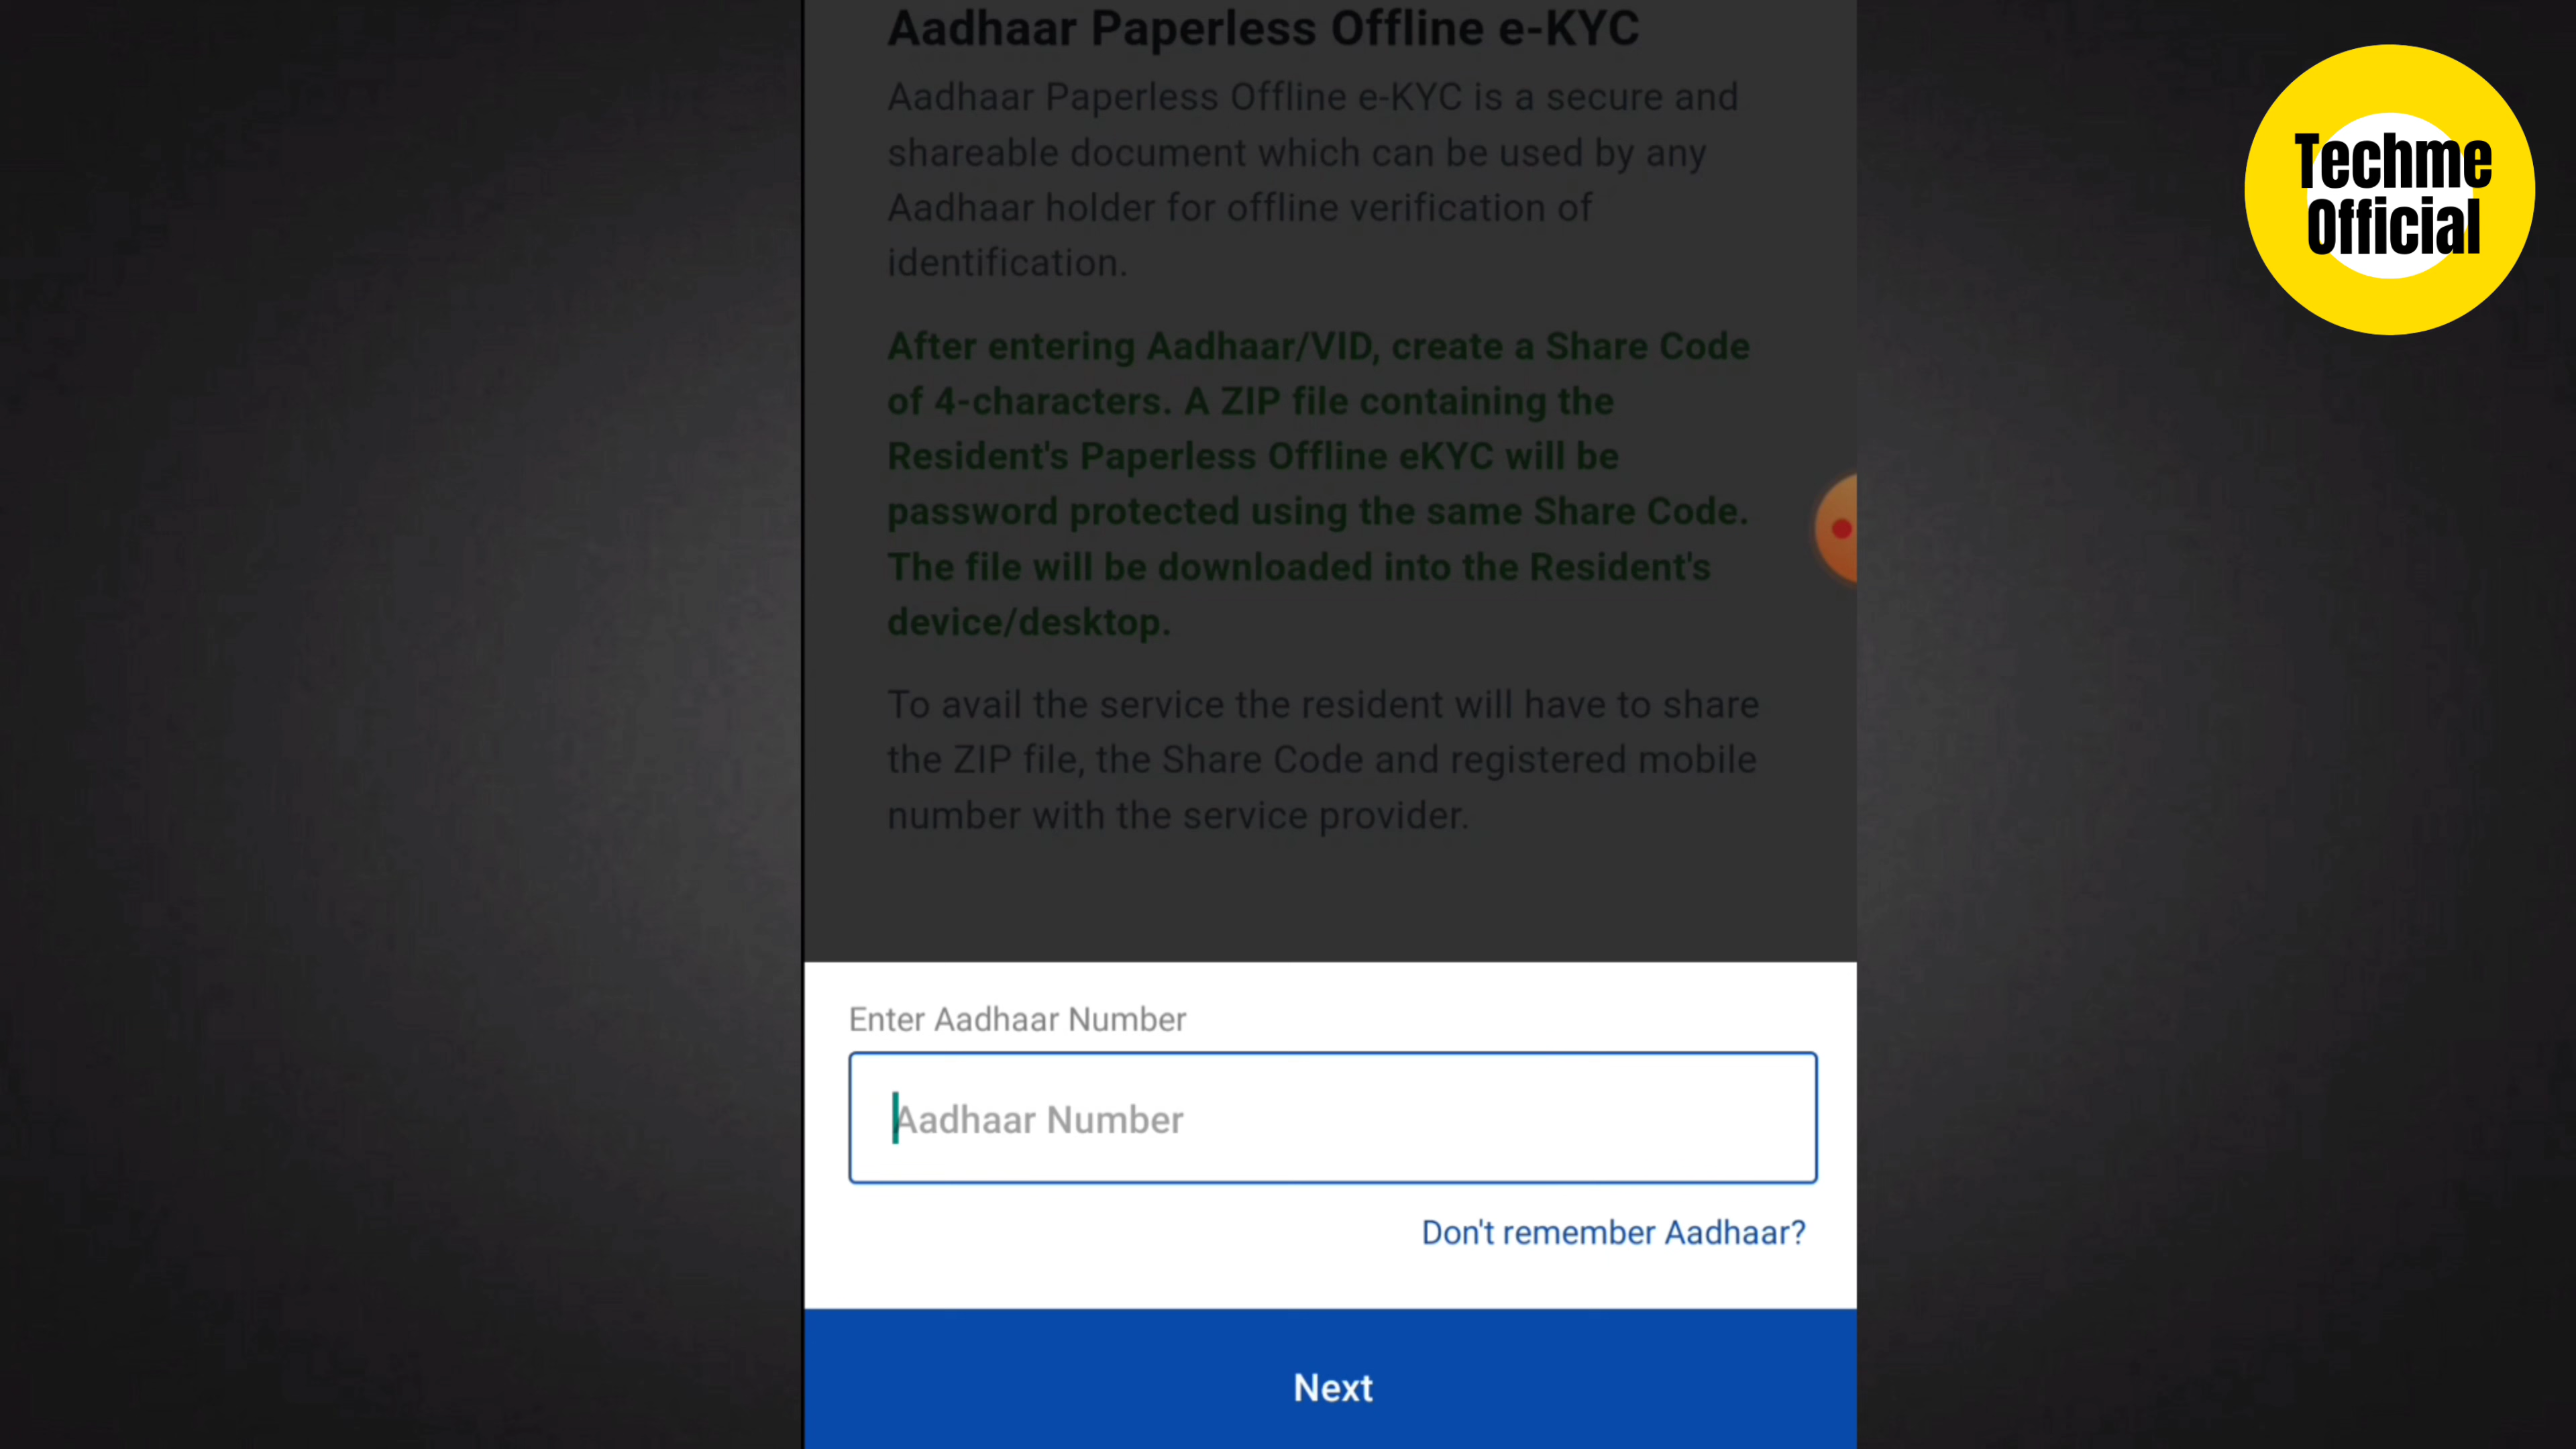 Aadhaar Paperless Offline e-KYC
Aadhaar Paperless Offline e-KYC is a secure and
shareable document which can be used by any
Aadhaar holder for offline verification of
identification.
After entering Aadhaar/VID, create a Share Code
of 4-characters. A ZIP file containing the
Resident's Paperless Offline eKYC will be
password protected using the same Share Code.
The file will be downloaded into the Resident's
device/desktop.
To avail the service the resident will have to share
the ZIP file, the Share Code and registered mobile
number with the service provider.
Enter Aadhaar Number
Aadhaar Number
Don't remember Aadhaar?
Next
Techme
Official